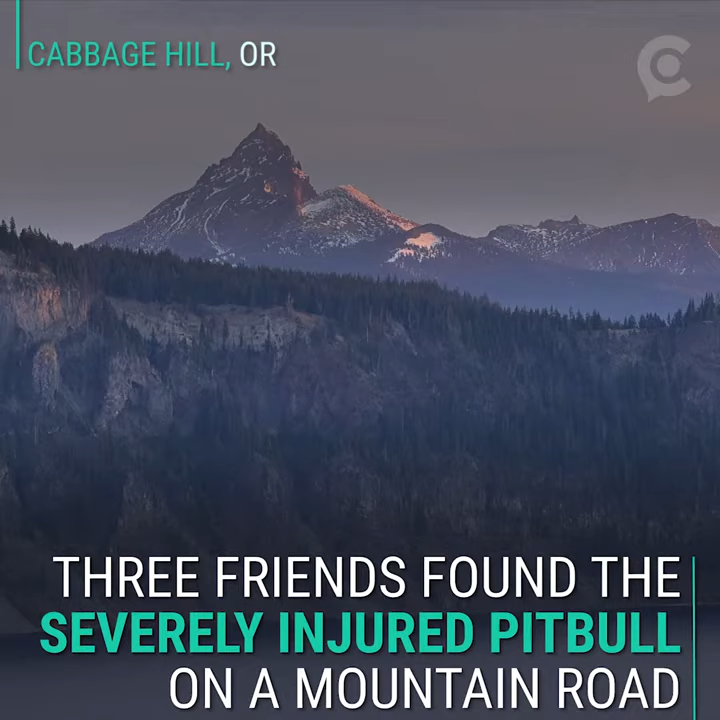 CABBAGE HILL, OR
THREE FRIENDS FOUND THE
SEVERELY INJURED PITBULL
ON A MOUNTAIN ROAD